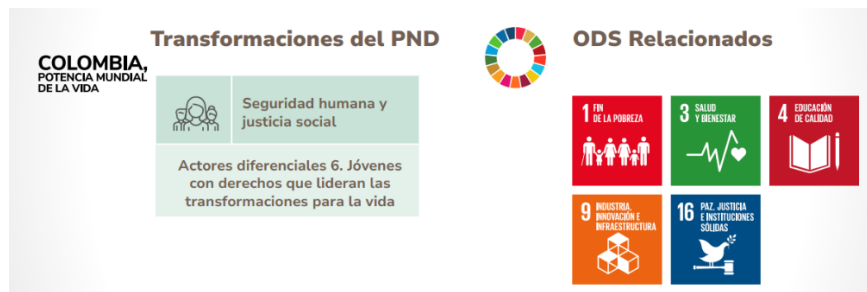 Transformaciones del PND
ODS Relacionados
COLOMBIA,
POTENCIA MUNDIAL
DE LA VIDA
Seguridad humana y
justicia social
Actores diferenciales 6. Jóvenes
con derechos que lideran las
transformaciones para la vida
1 FIN
DE LA POBREZA
3 SALUD
Y BIENESTAR
4 EDUCACIÓN
DE CALIDAD
9 INDUSTRIA,
INNOVACIÓN E
INFRAESTRUCTURA
16 PAZ, JUSTICIA
E INSTITUCIONES
SÓLIDAS